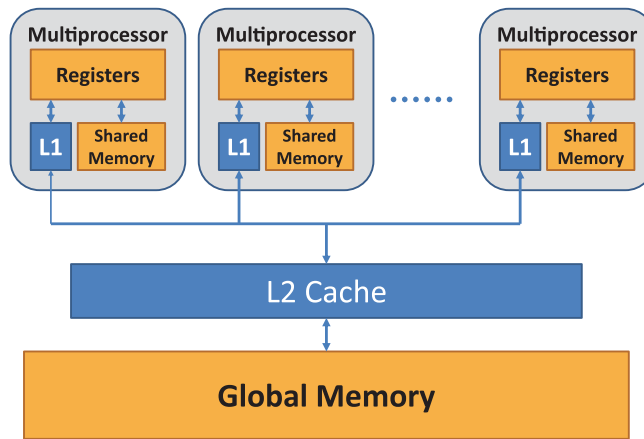 Multiprocessor
Registers
L1
Shared
Memory
Multiprocessor
Registers
L1
Shared
Memory
......
Multiprocessor
Registers
L1
Shared
Memory
L2 Cache
Global Memory